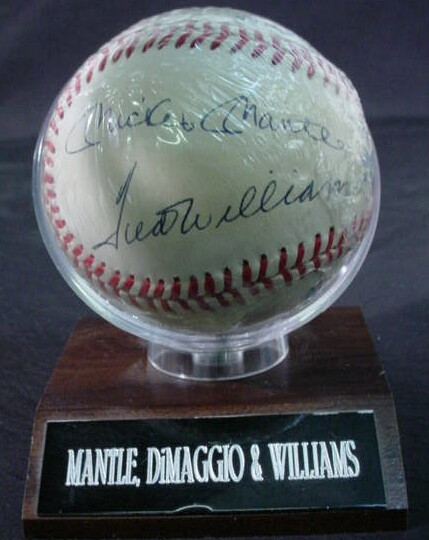 Mickey Mantle
Ted Williams
MANTLE, DiMAGGIO & WILLIAMS